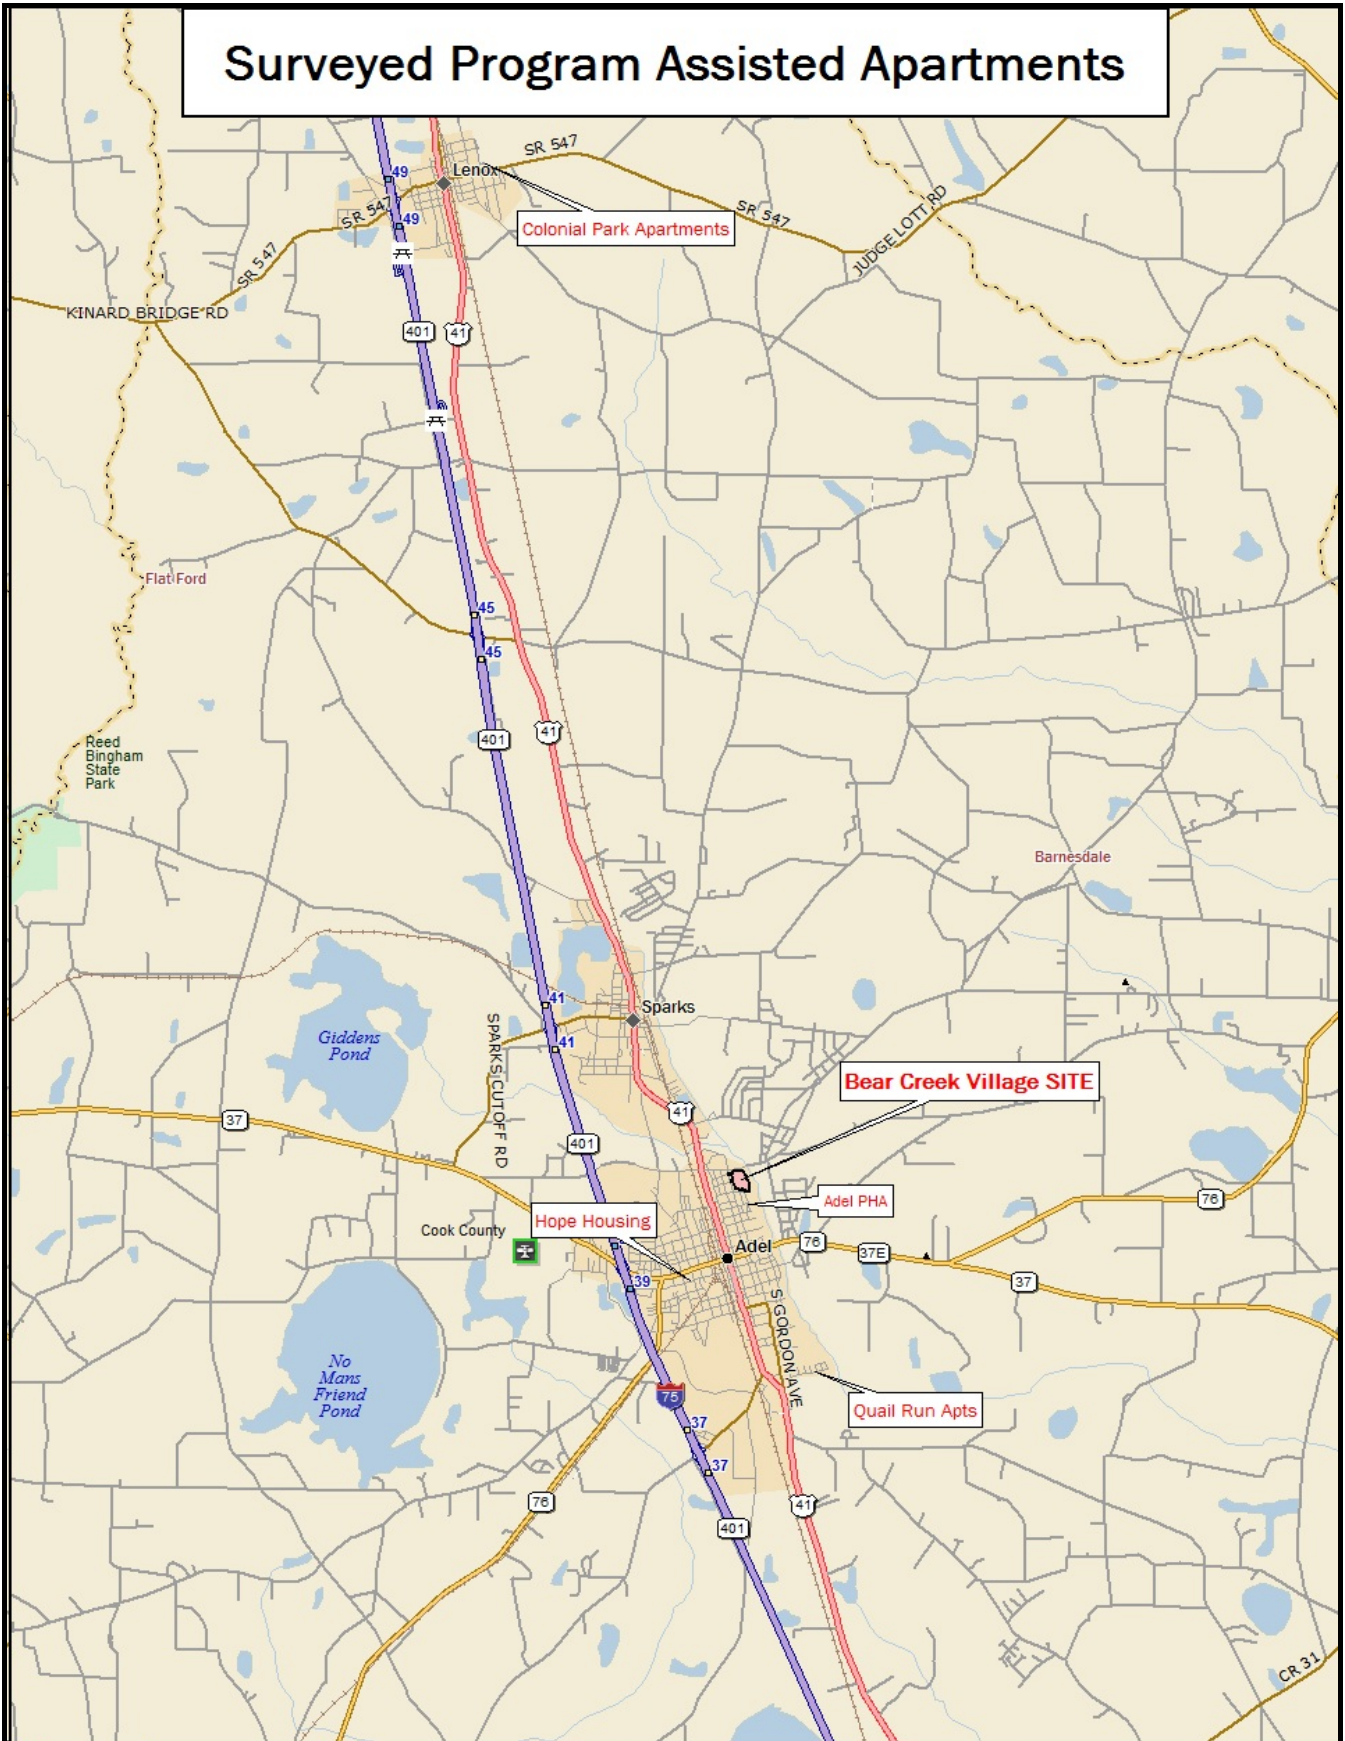 Surveyed Program Assisted Apartments
SR 547
49
Lenox
SR 547
49
SR 547
Colonial Park Apartments
JUDGE LOTT RD
SR 547
KINARD BRIDGE RD
401
41
Flat Ford
45
45
401
41
Reed
Bingham
State
Park
Barnesdale
41
Sparks
Giddens
Pond
41
SPARKS CUTOFF RD
Bear Creek Village SITE
37
41
401
Adel PHA
76
Hope Housing
Cook County
Adel
76
37E
39
37
S GORDON AVE
No
Mans
Friend
Pond
75
Quail Run Apts
37
37
76
41
401
CR 31